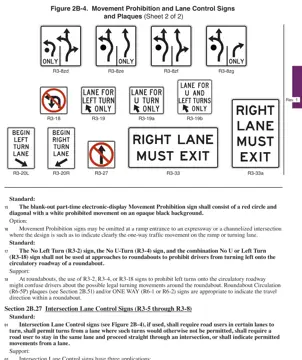 Figure 2B-4. Movement Prohibition and Lane Control Signs
and Plaques (Sheet 2 of 2)
ONLY
ONLY
R3-8zd
R3-8ze
R3-8zf
R3-8zg
LANE FOR
LEFT TURN
ONLY
LANE FOR
U TURN
ONLY
LANE FOR
U AND
LEFT TURNS
ONLY
R3-18
R3-19
R3-19a
R3-19b
BEGIN
LEFT
TURN
LANE
BEGIN
RIGHT
TURN
LANE
RIGHT LANE
MUST EXIT
RIGHT
LANE
MUST
EXIT
R3-20L
R3-20R
R3-27
R3-33
R3-33a
Rev. 1
Standard:
The blank-out part-time electronic-display Movement Prohibition sign shall consist of a red circle and
diagonal with a white prohibited movement on an opaque black background.
Option:
Movement Prohibition signs may be omitted at a ramp entrance to an expressway or a channelized intersection
where the design is such as to indicate clearly the one-way traffic movement on the ramp or turning lane.
Standard:
The No Left Turn (R3-2) sign, the No U-Turn (R3-4) sign, and the combination No U or Left Turn
(R3-18) sign shall not be used at approaches to roundabouts to prohibit drivers from turning left onto the
circulatory roadway of a roundabout.
Support:
At roundabouts, the use of R3-2, R3-4, or R3-18 signs to prohibit left turns onto the circulatory roadway
might confuse drivers about the possible legal turning movements around the roundabout. Roundabout Circulation
(R6-5P) plaques (see Section 2B.51) and/or ONE WAY (R6-1 or R6-2) signs are appropriate to indicate the travel
direction within a roundabout.
Section 2B.27 Intersection Lane Control Signs (R3-5 through R3-8)
Standard:
Intersection Lane Control signs (see Figure 2B-4), if used, shall require road users in certain lanes to
turn, shall permit turns from a lane where such turns would otherwise not be permitted, shall require a
road user to stay in the same lane and proceed straight through an intersection, or shall indicate permitted
movements from a lane.
Support:
Intersection Lane Control signs have three applications: